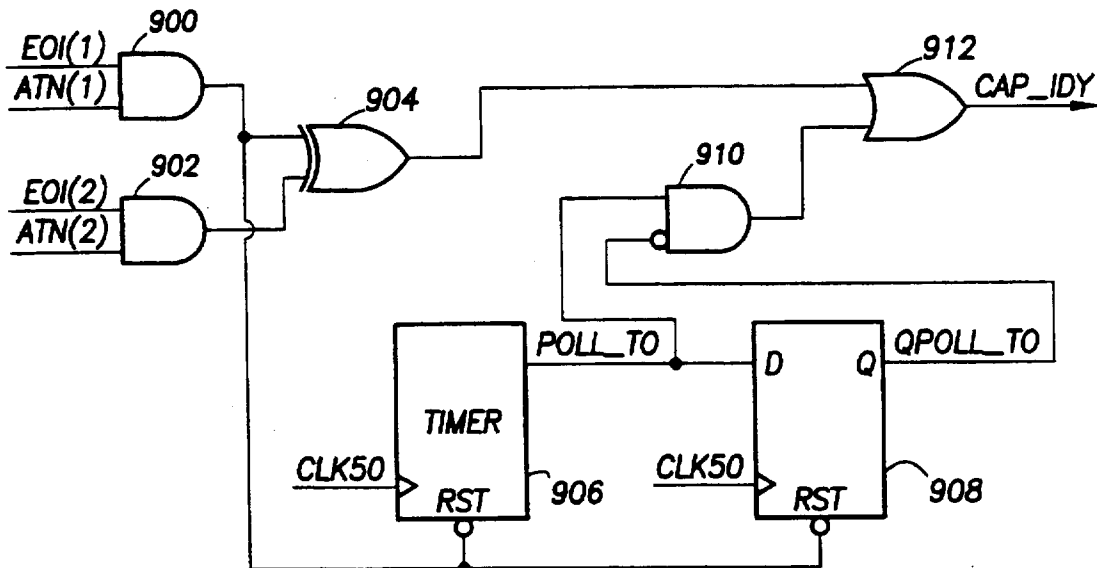 900
EOI(1)
ATN(1)
904
912
CAP_IDY
902
EOI(2)
ATN(2)
910
POLL_TO
QPOLL_TO
D
Q
TIMER
CLK50
RST
906
CLK50
RST
908